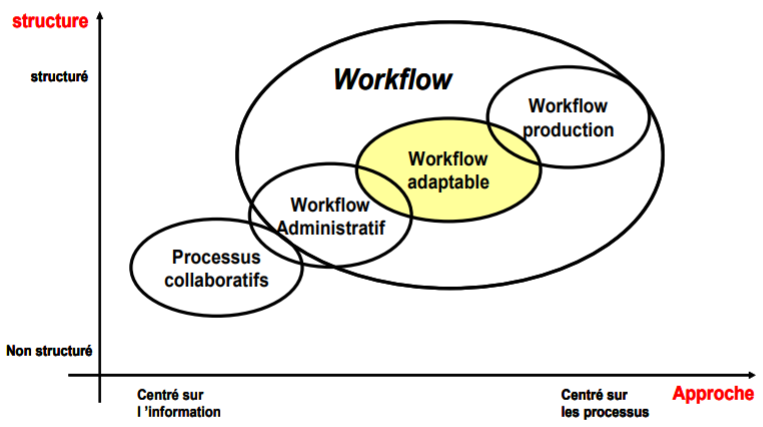 structure
structuré
Workflow
Workflow
production
Workflow
adaptable
Workflow
Administratif
Processus
collaboratifs
Non structuré
Centré sur
l ’information
Centré sur
les processus
Approche